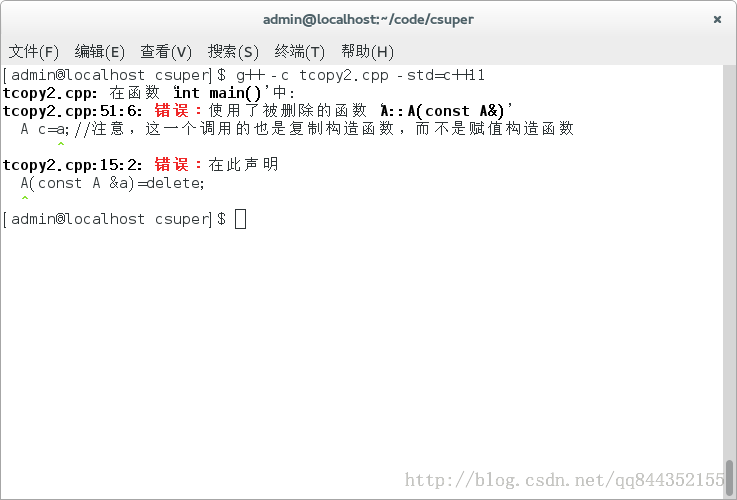 admin@localhost:~/code/csuper ×
文件(F) 编辑(E) 查看(V) 搜索(S) 终端(T) 帮助(H)
[admin@localhost csuper]$ g++ -c tcopy2.cpp -std=c++11
tcopy2.cpp: 在函数 ‘int main()’中:
tcopy2.cpp:51:6: 错误：使用了被删除的函数 ‘A::A(const A&)’
A c=a;//注意，这一个调用的也是复制构造函数，而不是赋值构造函数
^
tcopy2.cpp:15:2: 错误：在此声明
A(const A &a)=delete;
^
[admin@localhost csuper]$
http://blog.csdn.net/qq844352155